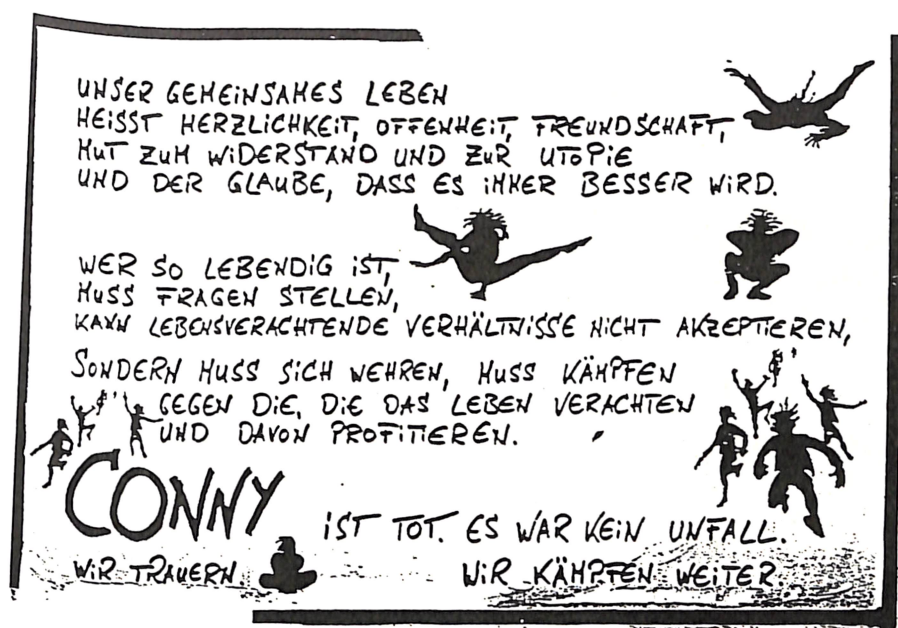 UNSER GEMEINSAMES LEBEN
HEISST HERZLICHKEIT, OFFENHEIT, FREUNDSCHAFT,
MUT ZUM WIDERSTAND UND ZUR UTOPIE
UND DER GLAUBE, DASS ES IMMER BESSER WIRD.
WER SO LEBENDIG IST,
MUSS FRAGEN STELLEN,
KANN LEBENSVERACHTENDE VERHÄLTNISSE NICHT AKZEPTIEREN,
SONDERN MUSS SICH WEHREN, MUSS KÄMPFEN
GEGEN DIE, DIE DAS LEBEN VERACHTEN
UND DAVON PROFITIEREN.
CONNY IST TOT. ES WAR KEIN UNFALL.
WIR TRAUERN. WIR KÄMPFEN WEITER.